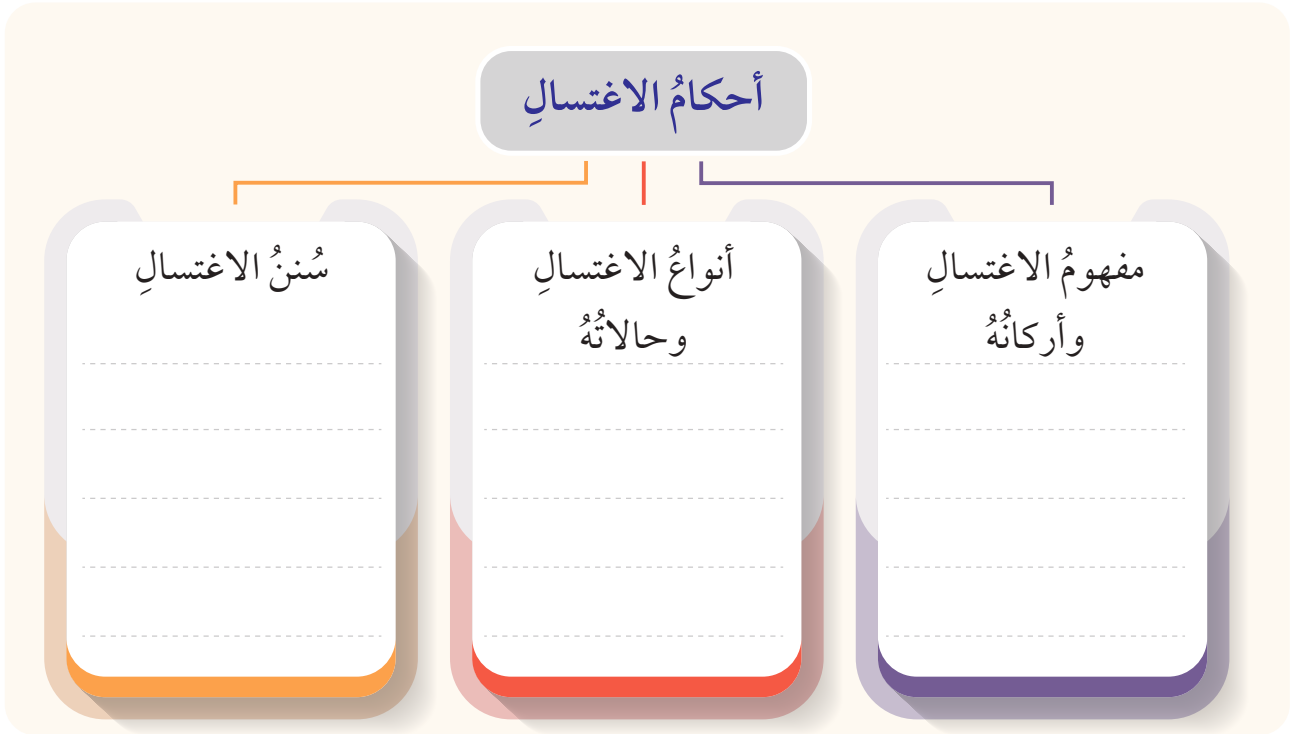 أحكامُ الاغتسالِ
مفهومُ الاغتسالِ
وأركانُهُ
أنواعُ الاغتسالِ
وحالاتُهُ
سُننُ الاغتسالِ